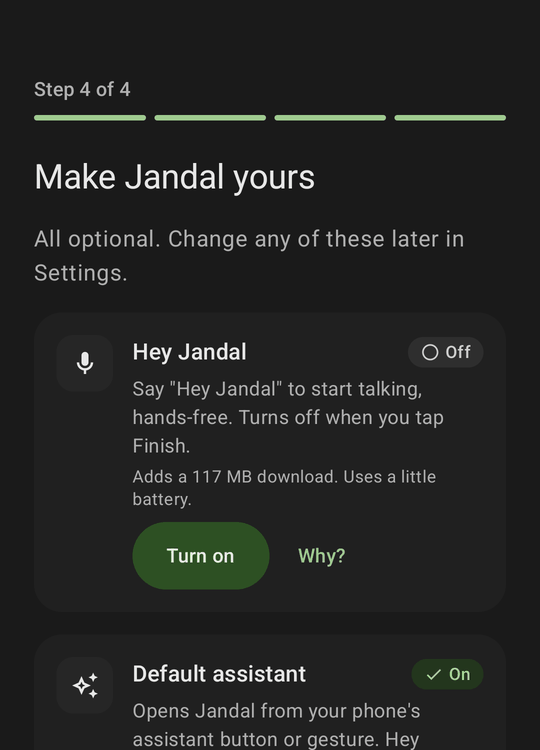 Step 4 of 4
Make Jandal yours
All optional. Change any of these later in
Settings.
Hey Jandal
Off
Say "Hey Jandal" to start talking,
hands-free. Turns off when you tap
Finish.
Adds a 117 MB download. Uses a little
battery.
Turn on
Why?
Default assistant
On
Opens Jandal from your phone's
assistant button or gesture. Hey